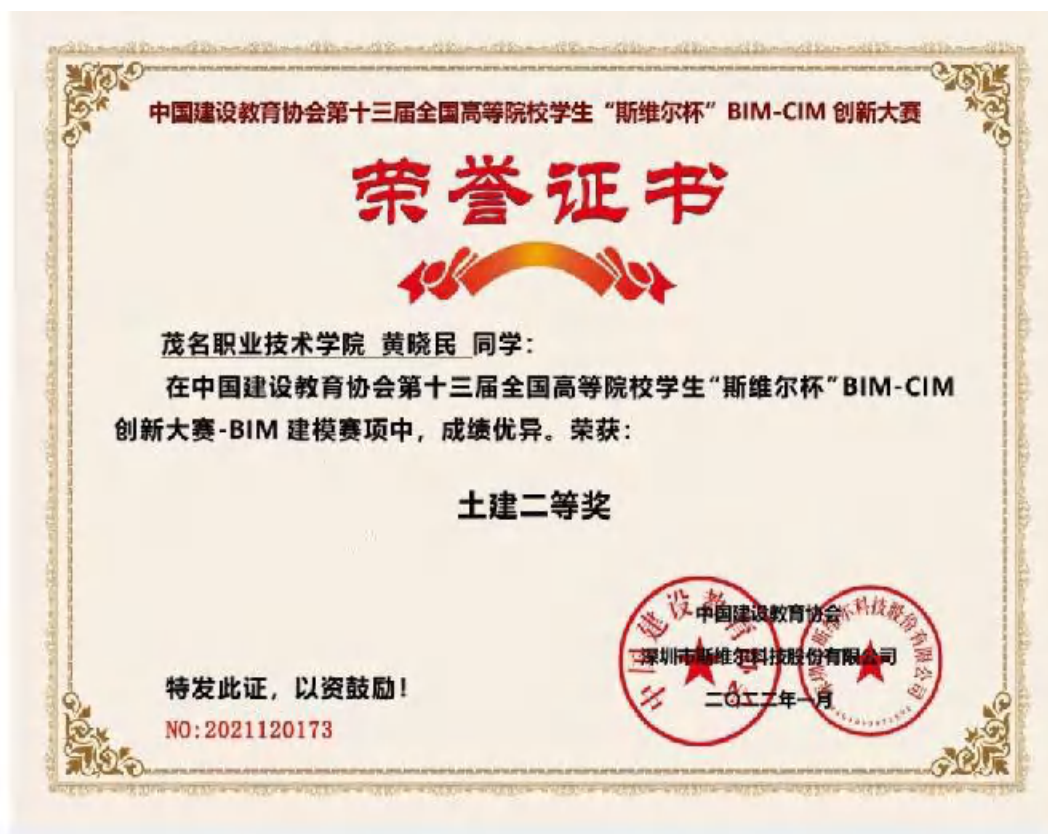 中国建设教育协会第十三届全国高等院校学生“斯维尔杯”BIM-CIM 创新大赛
荣誉证书
茂名职业技术学院 黄晓民 同学：
在中国建设教育协会第十三届全国高等院校学生“斯维尔杯”BIM-CIM
创新大赛-BIM 建模赛项中，成绩优异。荣获：
土建二等奖
中国建设教育协会
深圳市斯维尔科技股份有限公司
二〇二二年一月
特发此证，以资鼓励！
NO:2021120173